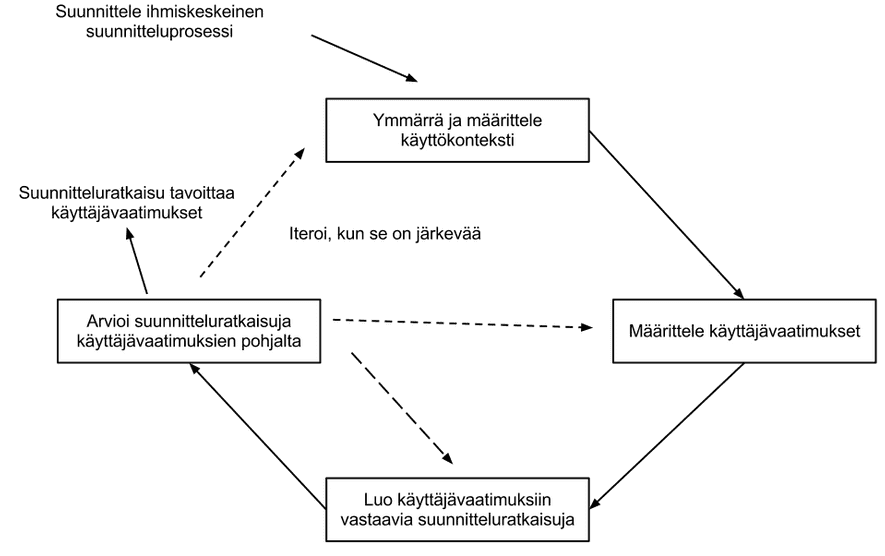 Suunnittele ihmiskeskeinen
suunnitteluprosessi
Ymmärrä ja määrittele
käyttökonteksti
Suunnitteluratkaisu tavoittaa
käyttäjävaatimukset
Iteroi, kun se on järkevää
Arvioi suunnitteluratkaisuja
käyttäjävaatimuksien pohjalta
Määrittele käyttäjävaatimukset
Luo käyttäjävaatimuksiin
vastaavia suunnitteluratkaisuja